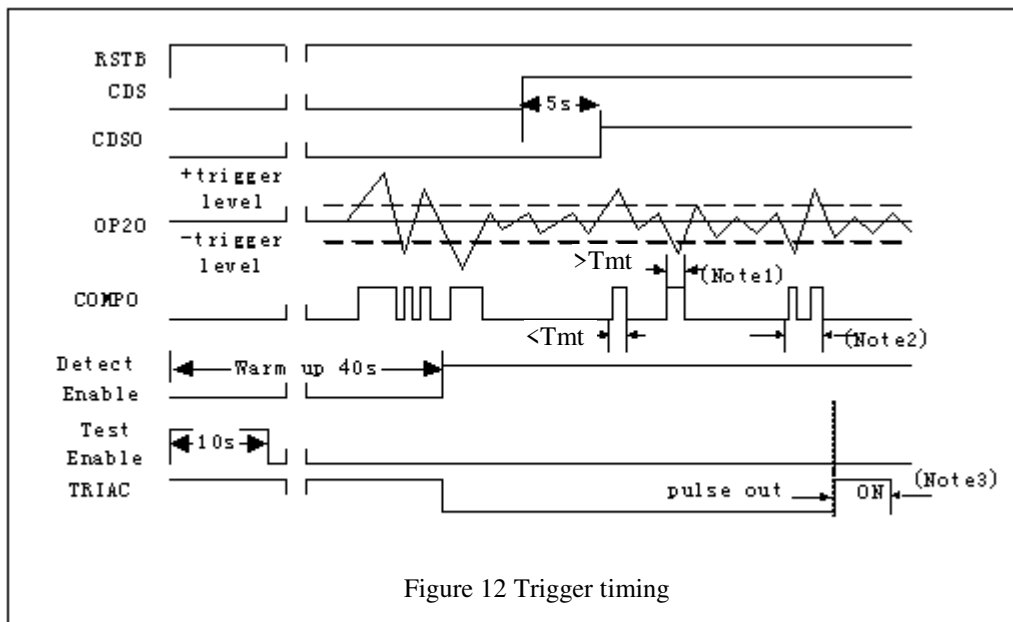 RSTB
CDS
5s
CDSO
+trigger
level
OP2O
-trigger
level
>Tmt
(Note1)
COMPO
<Tmt
(Note2)
Detect
Enable
Warm up 40s
Test
Enable
10s
TRIAC
pulse out
ON
(Note3)
Figure 12 Trigger timing